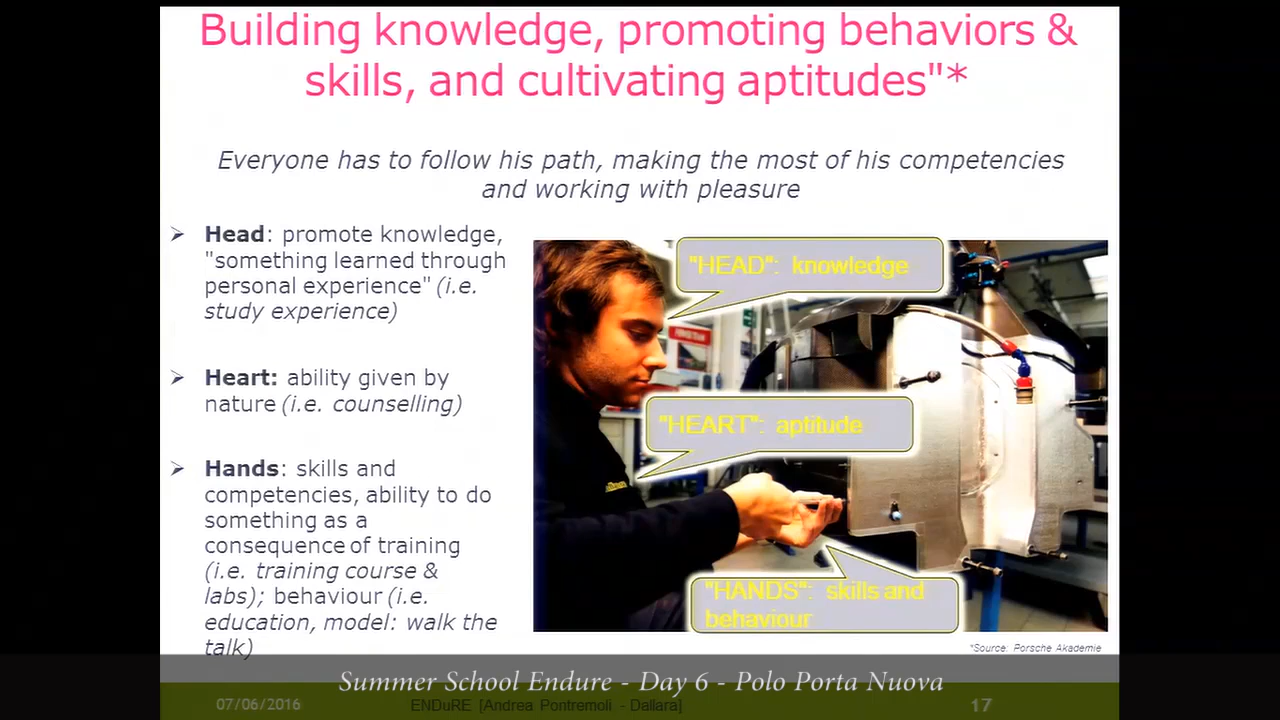 Building knowledge, promoting behaviors &
skills, and cultivating aptitudes"*
Everyone has to follow his path, making the most of his competencies
and working with pleasure
Head: promote knowledge,
"something learned through
personal experience" (i.e.
study experience)
Heart: ability given by
nature (i.e. counselling)
Hands: skills and
competencies, ability to do
something as a
consequence of training
(i.e. training course &
labs); behaviour (i.e.
education, model: walk the
talk)
"HEAD": knowledge
"HEART": aptitude
"HANDS": skills and
behaviour
*Source: Porsche Akademie
Summer School Endure - Day 6 - Polo Porta Nuova
07/06/2016
ENDuRE [Andrea Pontremoli - Dallara]
17